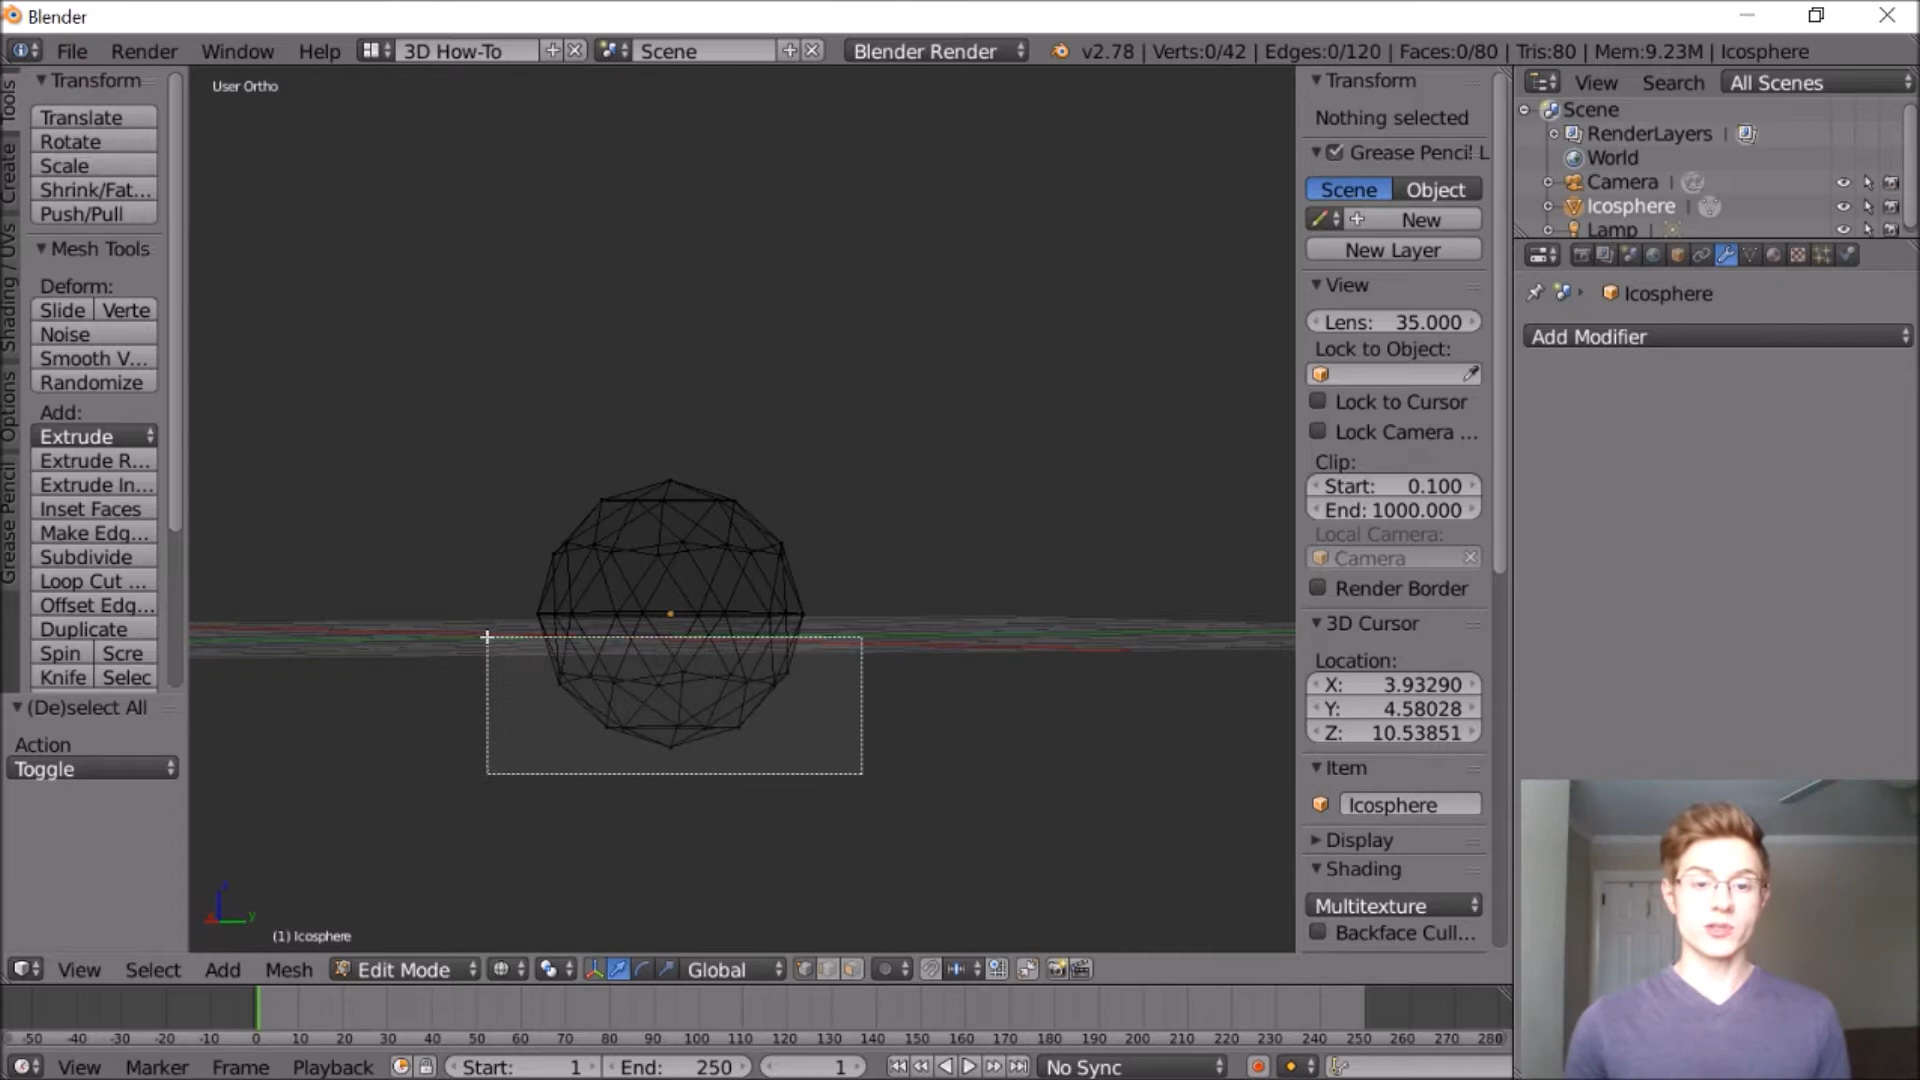 Blender
File Render Window Help 3D How-To Scene Blender Render v2.78 | Verts:0/42 | Edges:0/120 | Faces:0/80 | Tris:80 | Mem:9.23M | Icosphere
Tools
Create
Shading / UVs
Options
Grease Pencil
Transform
Translate
Rotate
Scale
Shrink/Fat...
Push/Pull
Mesh Tools
Deform:
Slide Verte
Noise
Smooth V...
Randomize
Add:
Extrude
Extrude R...
Extrude In...
Inset Faces
Make Edg...
Subdivide
Loop Cut ...
Offset Edg...
Duplicate
Spin Scre
Knife Selec
(De)select All
Action
Toggle
User Ortho
y
(1) Icosphere
Transform
Nothing selected
Grease Pencil L
Scene Object
New
New Layer
View
Lens: 35.000
Lock to Object:
Lock to Cursor
Lock Camera ...
Clip:
Start: 0.100
End: 1000.000
Local Camera:
Camera
Render Border
3D Cursor
Location:
X: 3.93290
Y: 4.58028
Z: 10.53851
Item
Icosphere
Display
Shading
Multitexture
Backface Cull...
View Search All Scenes
Scene
RenderLayers
World
Camera
Icosphere
Lamp
Icosphere
Add Modifier
View Select Add Mesh Edit Mode Global
-50 -40 -30 -20 -10 0 10 20 30 40 50 60 70 80 90 100 110 120 130 140 150 160 170 180 190 200 210 220 230 240 250 260 270 280
View Marker Frame Playback Start: 1 End: 250 1 No Sync